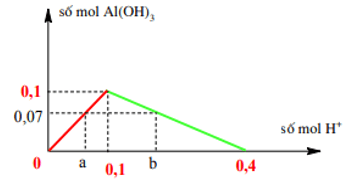 số mol Al(OH)₃
0,1
0,07
số mol H⁺
0
a
0,1
b
0,4